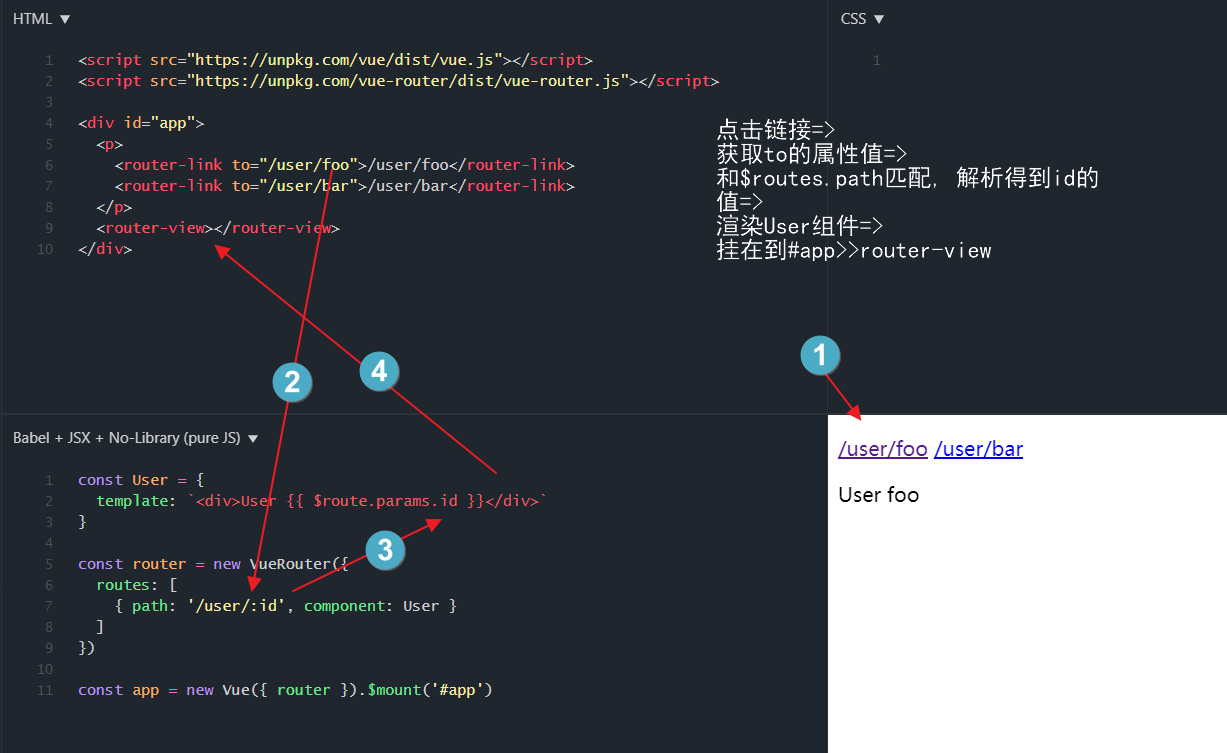 HTML ▼
1 <script src="https://unpkg.com/vue/dist/vue.js"></script>
2 <script src="https://unpkg.com/vue-router/dist/vue-router.js"></script>
3
4 <div id="app">
5   <p>
6     <router-link to="/user/foo">/user/foo</router-link>
7     <router-link to="/user/bar">/user/bar</router-link>
8   </p>
9   <router-view></router-view>
10 </div>
CSS ▼
1
点击链接=>
获取to的属性值=>
和$routes.path匹配, 解析得到id的
值=>
渲染User组件=>
挂在到#app>>router-view
1
2
4
3
Babel + JSX + No-Library (pure JS) ▼
1 const User = {
2   template: `<div>User {{ $route.params.id }}</div>`
3 }
4
5 const router = new VueRouter({
6   routes: [
7     { path: '/user/:id', component: User }
8   ]
9 })
10
11 const app = new Vue({ router }).$mount('#app')
/user/foo /user/bar
User foo